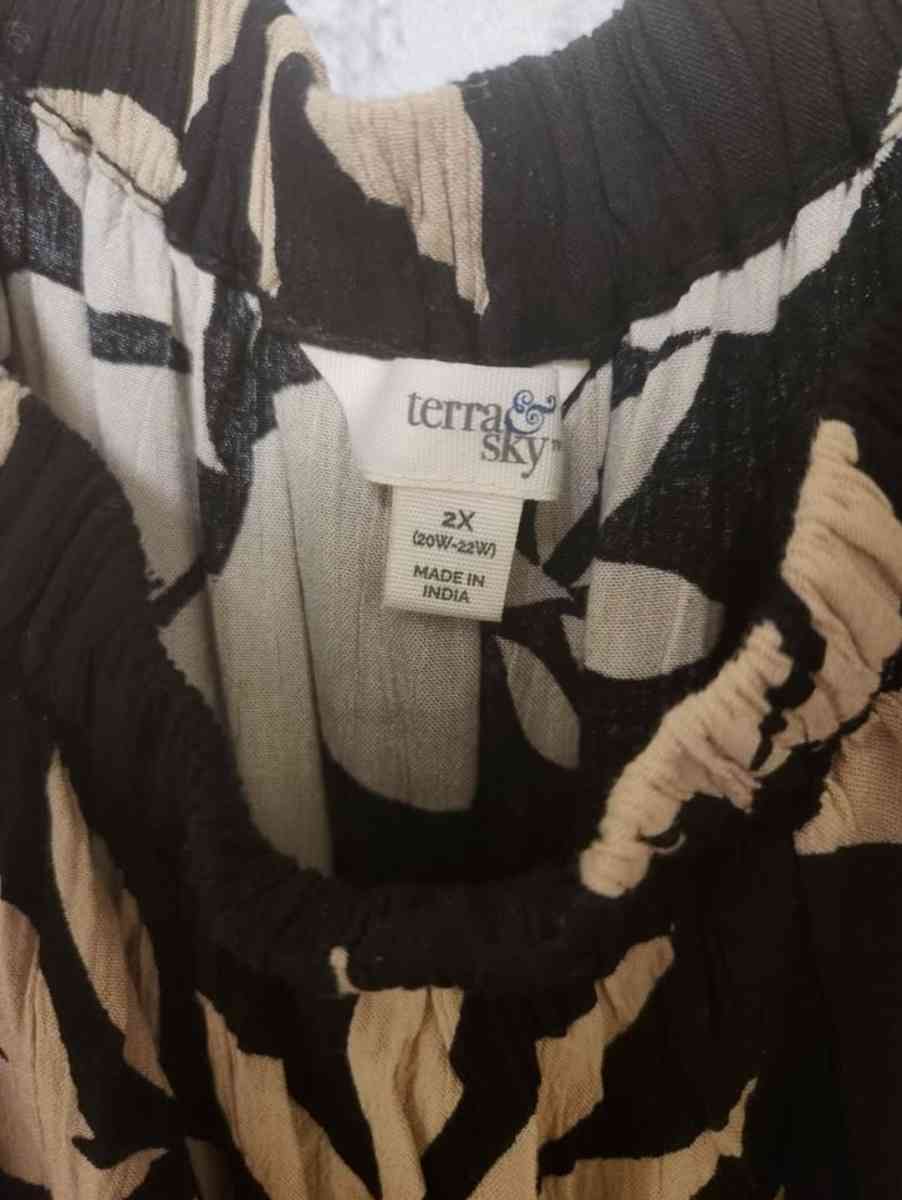 terra&
sky™
2X
(20W-22W)
MADE IN
INDIA